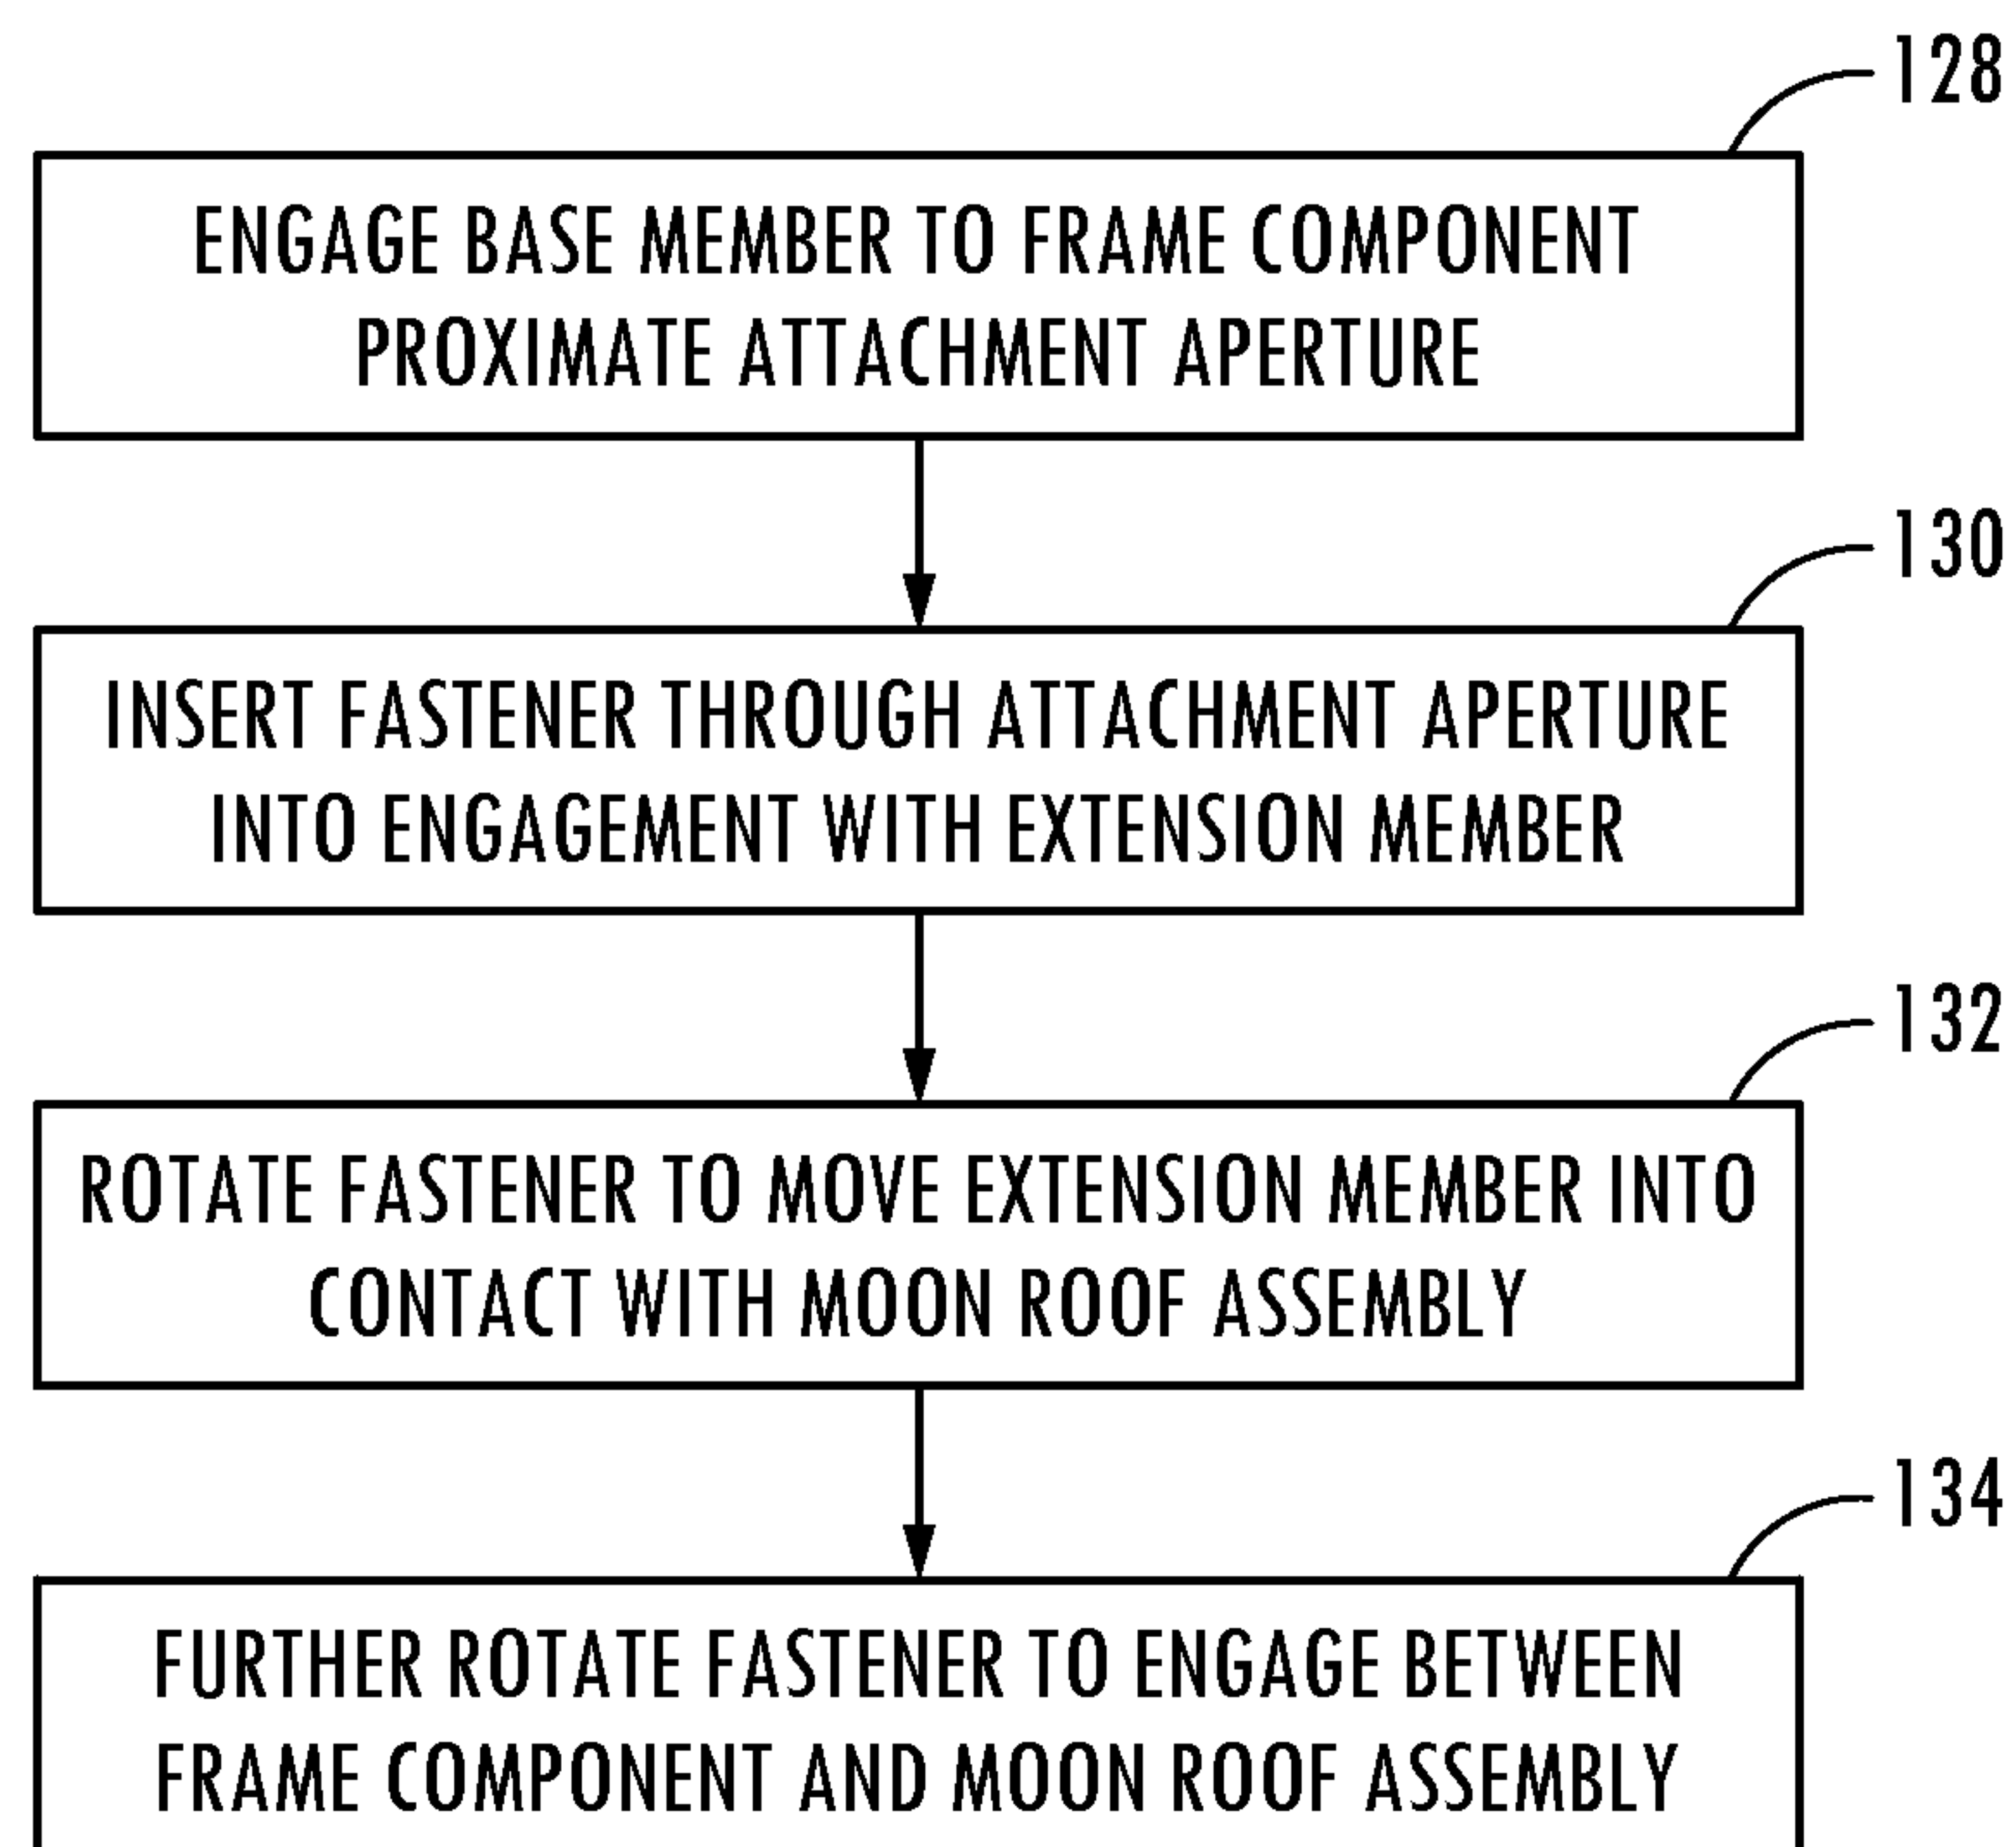 128
ENGAGE BASE MEMBER TO FRAME COMPONENT
PROXIMATE ATTACHMENT APERTURE
130
INSERT FASTENER THROUGH ATTACHMENT APERTURE
INTO ENGAGEMENT WITH EXTENSION MEMBER
132
ROTATE FASTENER TO MOVE EXTENSION MEMBER INTO
CONTACT WITH MOON ROOF ASSEMBLY
134
FURTHER ROTATE FASTENER TO ENGAGE BETWEEN
FRAME COMPONENT AND MOON ROOF ASSEMBLY